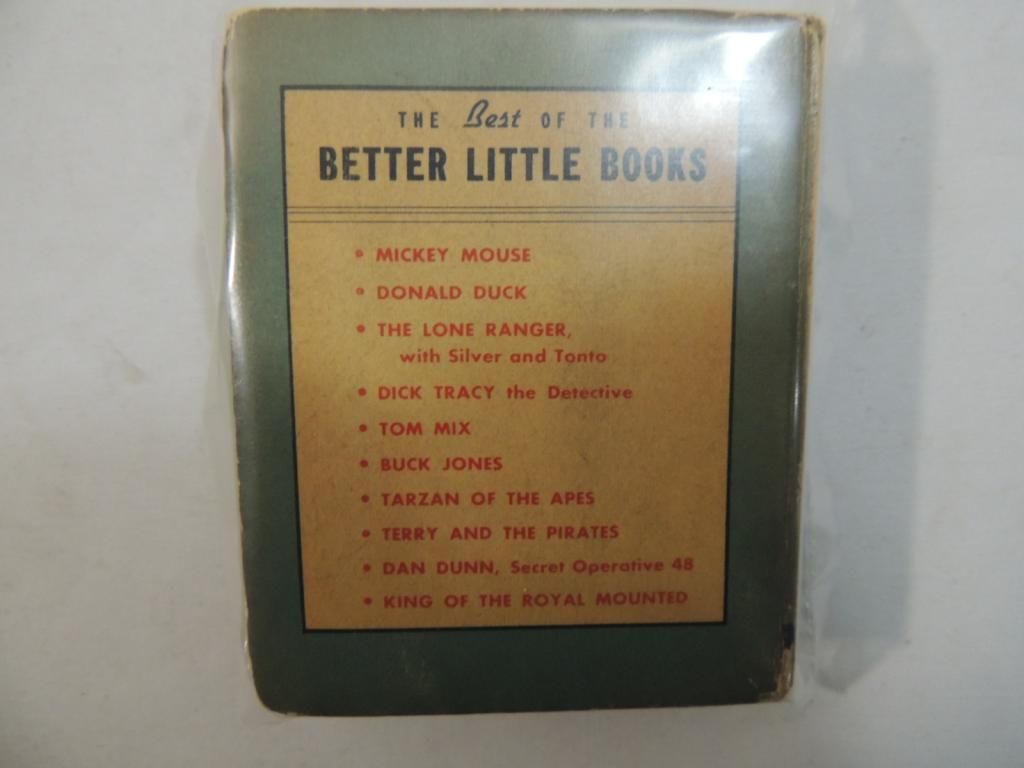 THE Best OF THE
BETTER LITTLE BOOKS
• MICKEY MOUSE
• DONALD DUCK
• THE LONE RANGER,
with Silver and Tonto
• DICK TRACY the Detective
• TOM MIX
• BUCK JONES
• TARZAN OF THE APES
• TERRY AND THE PIRATES
• DAN DUNN, Secret Operative 48
• KING OF THE ROYAL MOUNTED